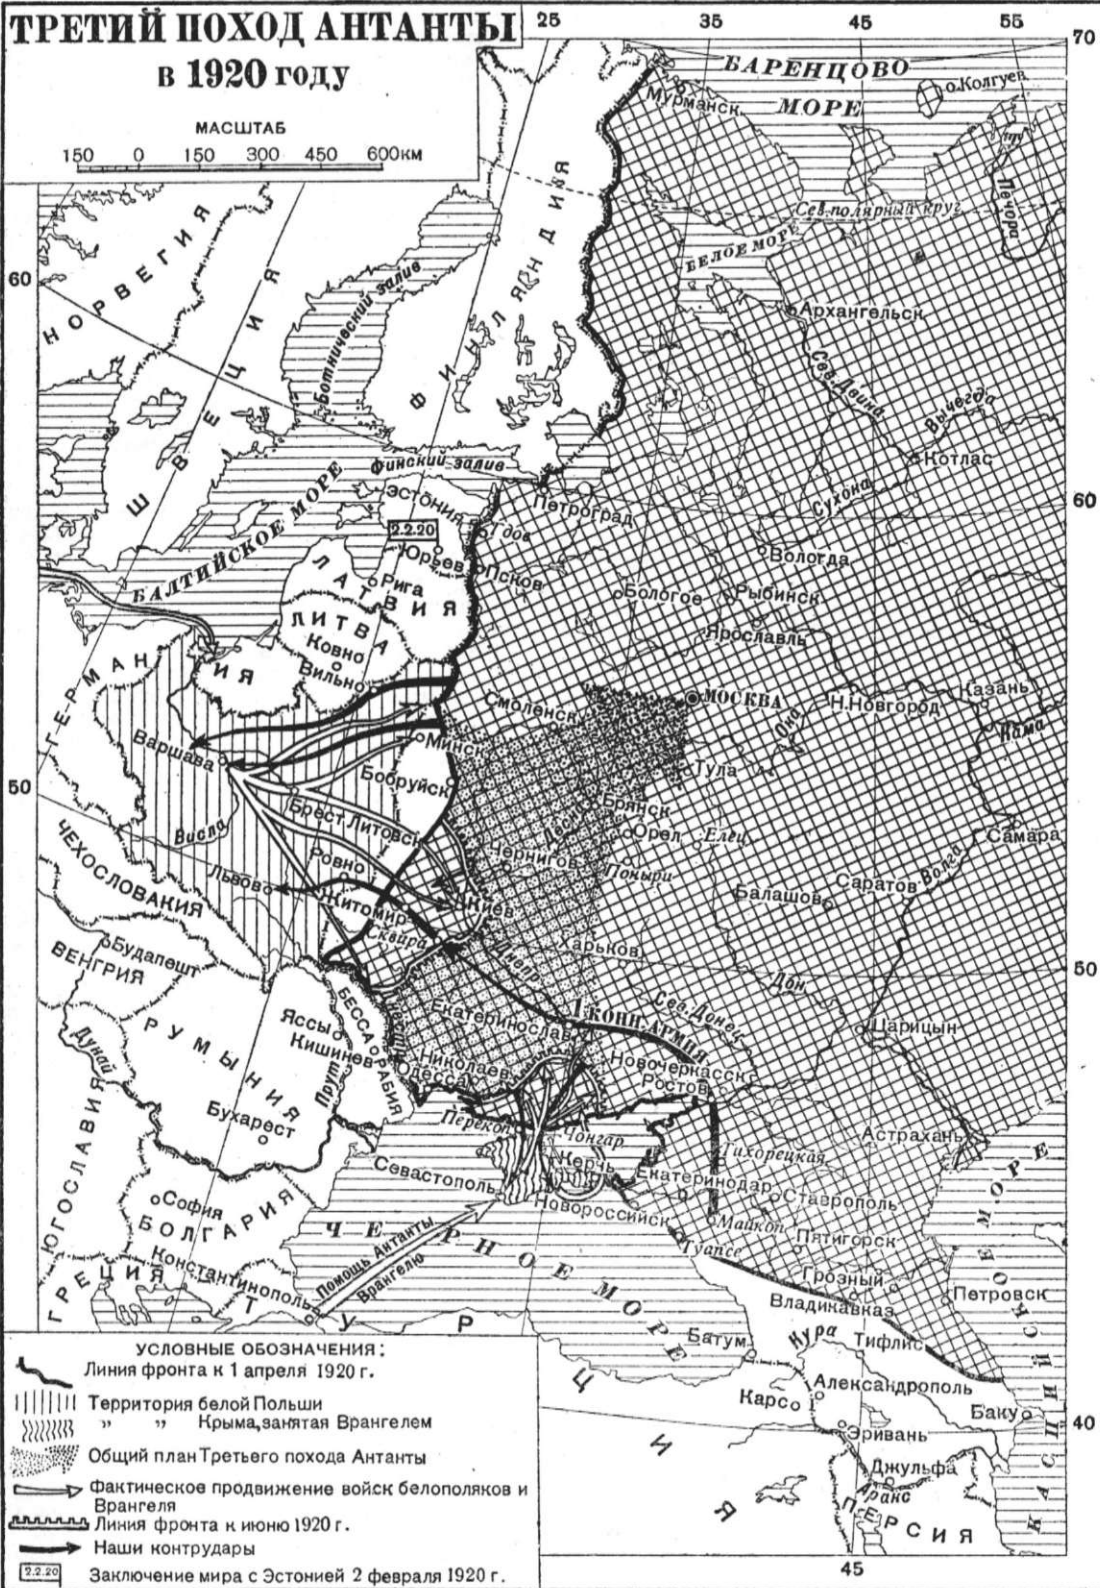 ТРЕТИЙ ПОХОД АНТАНТЫ
в 1920 году
МАСШТАБ
150 0 150 300 450 600км
25
35
45
55
70
БАРЕНЦОВО
МОРЕ
о.Колгуев
Мурманск
Печора
Сев.полярный круг
БЕЛОЕ МОРЕ
Архангельск
НОРВЕГИЯ
ШВЕЦИЯ
ФИНЛЯНДИЯ
60
Ботнический залив
Сев.Двина
Вычегда
Котлас
Сухона
60
Финский залив
БАЛТИЙСКОЕ МОРЕ
ЭСТОНИЯ
2.2.20
Юрьев
Гдов
Петроград
Псков
Вологда
Бологое
Рыбинск
Ярославль
ЛАТВИЯ
Рига
ЛИТВА
Ковно
Вильно
ГЕРМАНИЯ
Смоленск
МОСКВА
Н.Новгород
Казань
Кама
Ока
Варшава
Минск
Бобруйск
Тула
50
Брест Литовск
Висла
Брянск
Десна
Орел
Елец
Самара
ЧЕХОСЛОВАКИЯ
Ровно
Чернигов
Поныри
Волга
Львов
Житомир
Киев
Балашов
Саратов
Сквира
Днепр
Харьков
50
ВЕНГРИЯ
Будапешт
Дон
БЕССАРАБИЯ
РУМЫНИЯ
Яссы
Кишинев
Екатеринослав
1 КОНН.АРМИЯ
Сев.Донец
Царицын
Дунай
Прут
Николаев
Одесса
Новочеркасск
Ростов
Бухарест
Перекоп
Чонгар
Астрахань
Керчь
Тихорецкая
ЮГОСЛАВИЯ
Севастополь
Екатеринодар
Ставрополь
София
БОЛГАРИЯ
Новороссийск
Майкоп
Пятигорск
Туапсе
ЧЕРНОЕ МОРЕ
Помощь Антанты
Врангелю
ГРЕЦИЯ
Константинополь
Грозный
Петровск
Владикавказ
ТУРЦИЯ
Батум
Кура
Тифлис
Александрополь
Карс
Баку
40
Эривань
Джульфа
Аракс
ПЕРСИЯ
КАСПИЙСКОЕ МОРЕ
45
УСЛОВНЫЕ ОБОЗНАЧЕНИЯ:
Линия фронта к 1 апреля 1920 г.
Территория белой Польши
„ „ Крыма,занятая Врангелем
Общий план Третьего похода Антанты
Фактическое продвижение войск белополяков и
Врангеля
Линия фронта к июню 1920 г.
Наши контрудары
2.2.20 Заключение мира с Эстонией 2 февраля 1920 г.